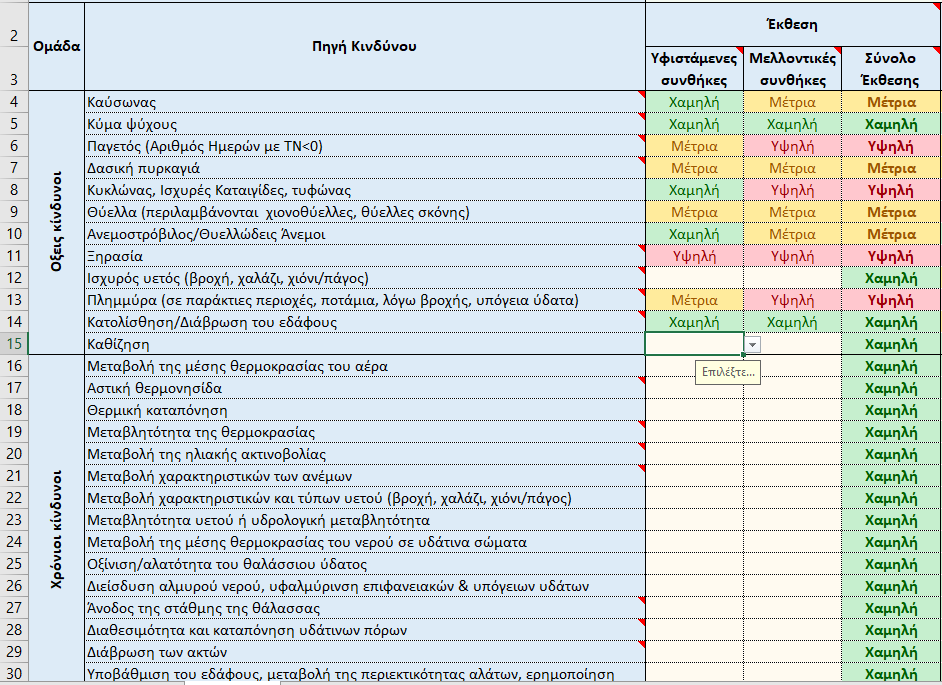 2 Ομάδα Πηγή Κινδύνου Έκθεση
3 Υφιστάμενες συνθήκες Μελλοντικές συνθήκες Σύνολο Έκθεσης
Οξεις κίνδυνοι
4 Καύσωνας Χαμηλή Μέτρια Μέτρια
5 Κύμα ψύχους Χαμηλή Χαμηλή Χαμηλή
6 Παγετός (Αριθμός Ημερών με TN<0) Μέτρια Υψηλή Υψηλή
7 Δασική πυρκαγιά Μέτρια Μέτρια Μέτρια
8 Κυκλώνας, Ισχυρές Καταιγίδες, τυφώνας Χαμηλή Υψηλή Υψηλή
9 Θύελλα (περιλαμβάνονται χιονοθύελλες, θύελλες σκόνης) Μέτρια Μέτρια Μέτρια
10 Ανεμοστρόβιλος/Θυελλώδεις Άνεμοι Χαμηλή Μέτρια Μέτρια
11 Ξηρασία Υψηλή Υψηλή Υψηλή
12 Ισχυρός υετός (βροχή, χαλάζι, χιόνι/πάγος) Χαμηλή
13 Πλημμύρα (σε παράκτιες περιοχές, ποτάμια, λόγω βροχής, υπόγεια ύδατα) Μέτρια Υψηλή Υψηλή
14 Κατολίσθηση/Διάβρωση του εδάφους Χαμηλή Χαμηλή Χαμηλή
15 Καθίζηση Χαμηλή
Επιλέξτε...
Χρόνιοι κίνδυνοι
16 Μεταβολή της μέσης θερμοκρασίας του αέρα Χαμηλή
17 Αστική θερμονησίδα Χαμηλή
18 Θερμική καταπόνηση Χαμηλή
19 Μεταβλητότητα της θερμοκρασίας Χαμηλή
20 Μεταβολή της ηλιακής ακτινοβολίας Χαμηλή
21 Μεταβολή χαρακτηριστικών των ανέμων Χαμηλή
22 Μεταβολή χαρακτηριστικών και τύπων υετού (βροχή, χαλάζι, χιόνι/πάγος) Χαμηλή
23 Μεταβλητότητα υετού ή υδρολογική μεταβλητότητα Χαμηλή
24 Μεταβολή της μέσης θερμοκρασίας του νερού σε υδάτινα σώματα Χαμηλή
25 Οξίνιση/αλατότητα του θαλάσσιου ύδατος Χαμηλή
26 Διείσδυση αλμυρού νερού, υφαλμύρινση επιφανειακών & υπόγειων υδάτων Χαμηλή
27 Άνοδος της στάθμης της θάλασσας Χαμηλή
28 Διαθεσιμότητα και καταπόνηση υδάτινων πόρων Χαμηλή
29 Διάβρωση των ακτών Χαμηλή
30 Υποβάθμιση του εδάφους, μεταβολή της περιεκτικότητας αλάτων, ερημοποίηση Χαμηλή